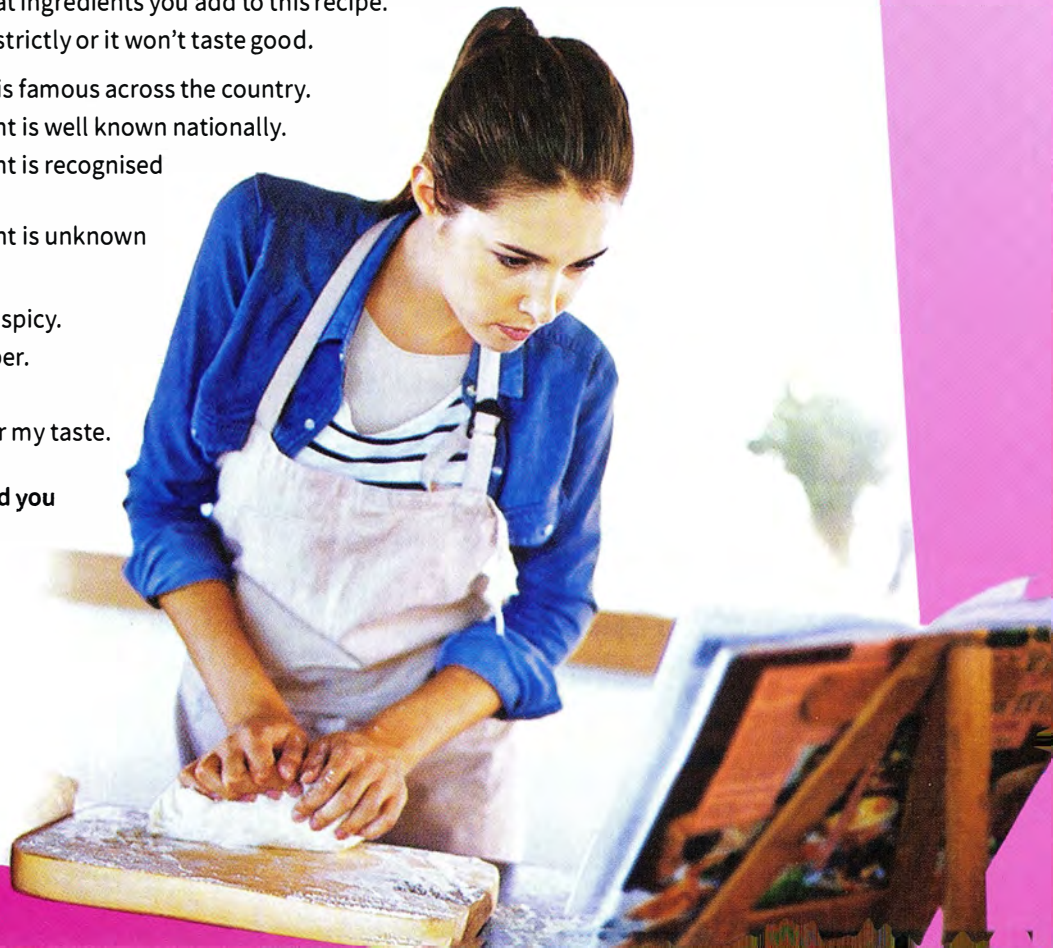 at ingredients you add to this recipe.
strictly or it won't taste good.
is famous across the country.
nt is well known nationally.
nt is recognised
nt is unknown
spicy.
per.
r my taste.
d you